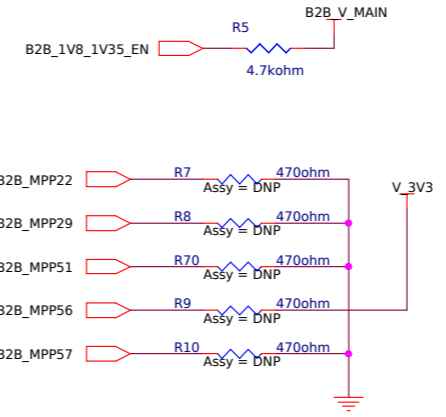 B2B_V_MAIN
R5
B2B_1V8_1V35_EN
4.7kohm
B2B_MPP22 R7 470ohm
Assy = DNP
V_3V3
B2B_MPP29 R8 470ohm
Assy = DNP
B2B_MPP51 R70 470ohm
Assy = DNP
B2B_MPP56 R9 470ohm
Assy = DNP
B2B_MPP57 R10 470ohm
Assy = DNP